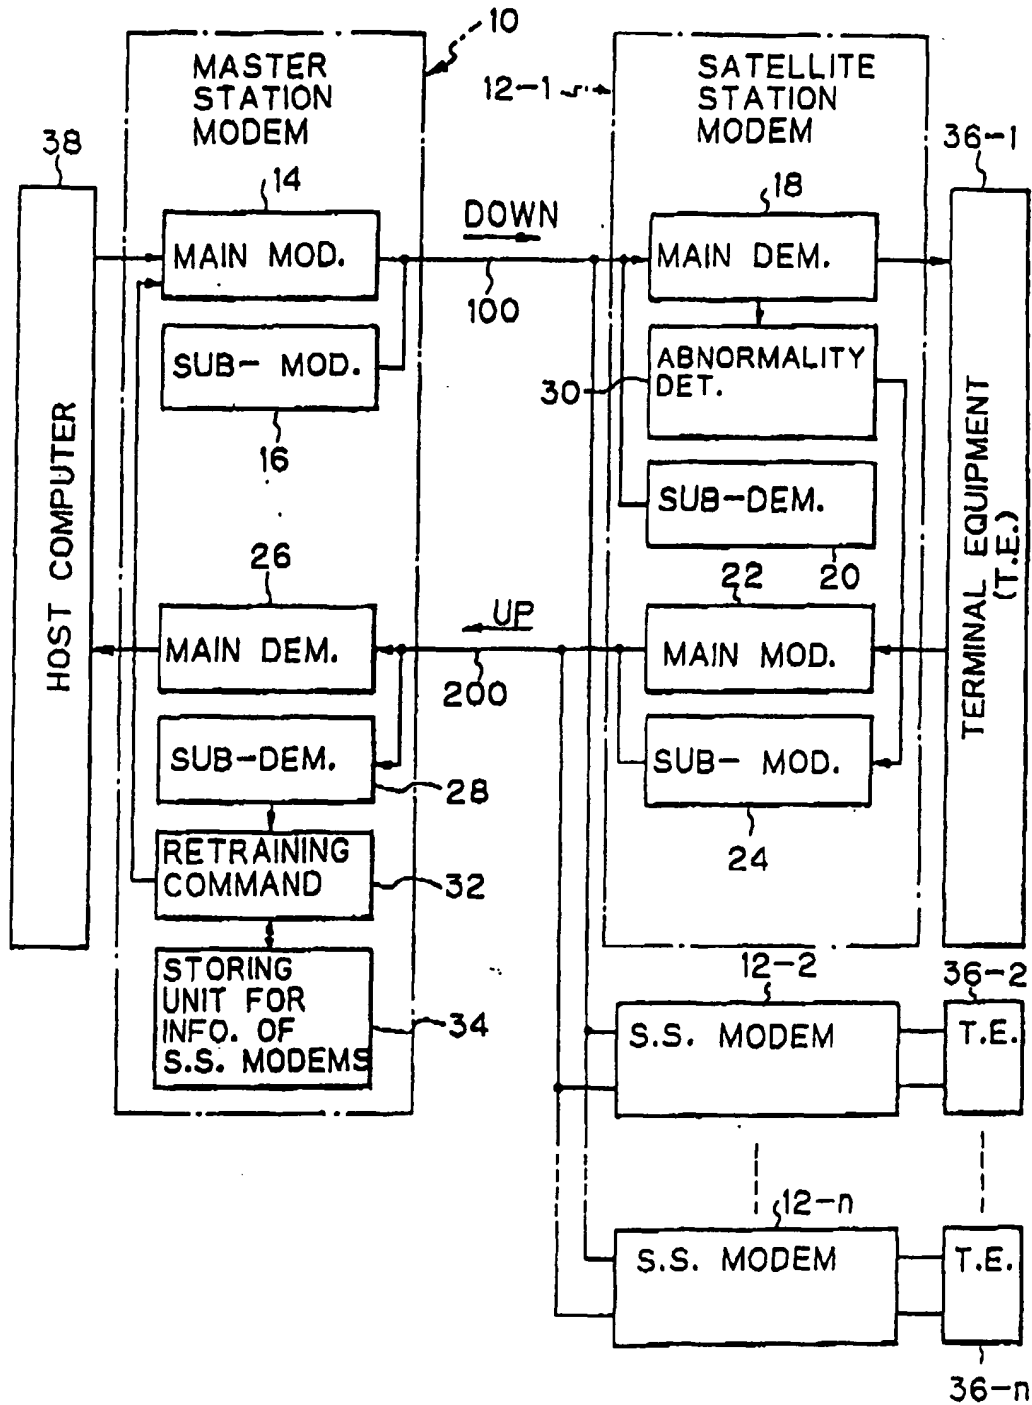 10
MASTER
STATION
MODEM
12-1
SATELLITE
STATION
MODEM
38
36-1
14
18
DOWN
MAIN MOD.
MAIN DEM.
100
SUB- MOD.
ABNORMALITY
DET.
30
16
HOST COMPUTER
TERMINAL EQUIPMENT
(T.E.)
SUB-DEM.
20
26
22
UP
MAIN DEM.
MAIN MOD.
200
SUB-DEM.
28
SUB- MOD.
24
RETRAINING
COMMAND
32
STORING
UNIT FOR
INFO. OF
S.S. MODEMS
34
12-2
36-2
S.S. MODEM
T.E.
12-n
S.S. MODEM
T.E.
36-n